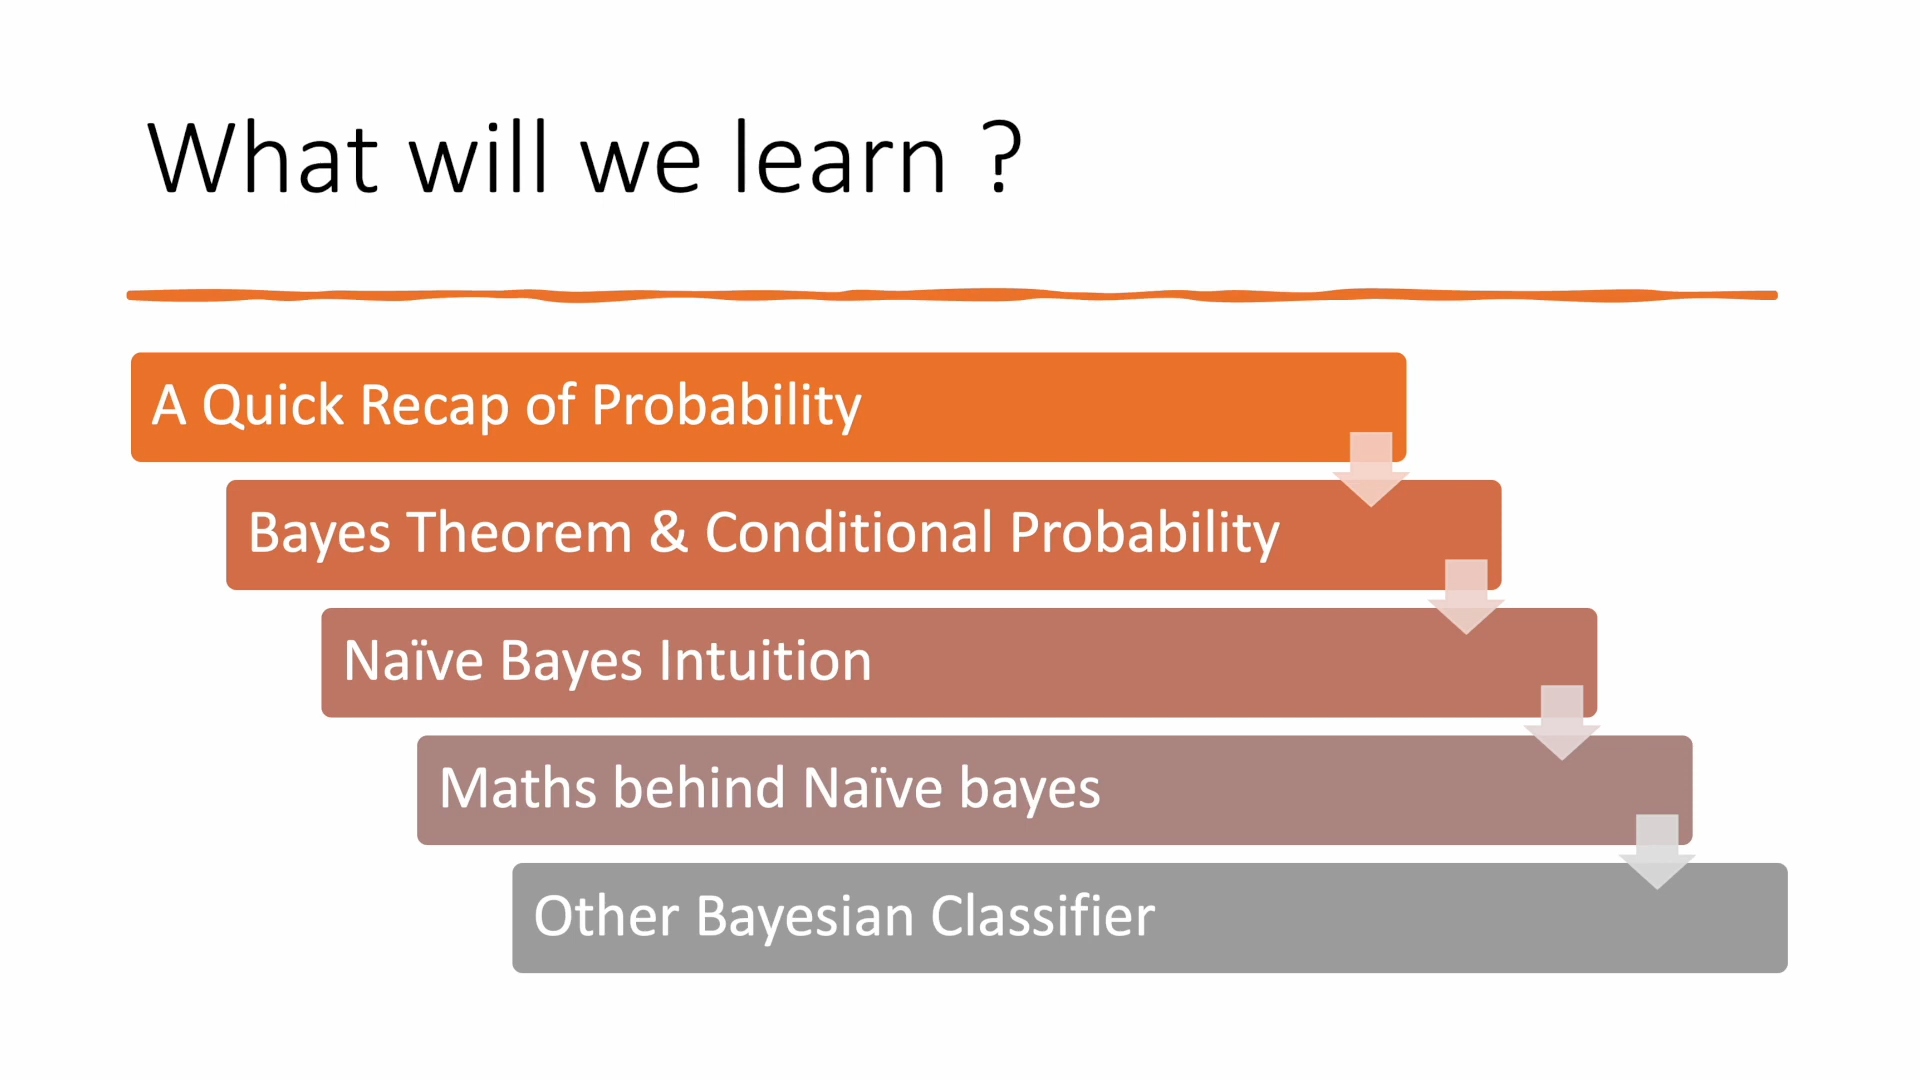 What will we learn ?
A Quick Recap of Probability
Bayes Theorem & Conditional Probability
Naïve Bayes Intuition
Maths behind Naïve bayes
Other Bayesian Classifier